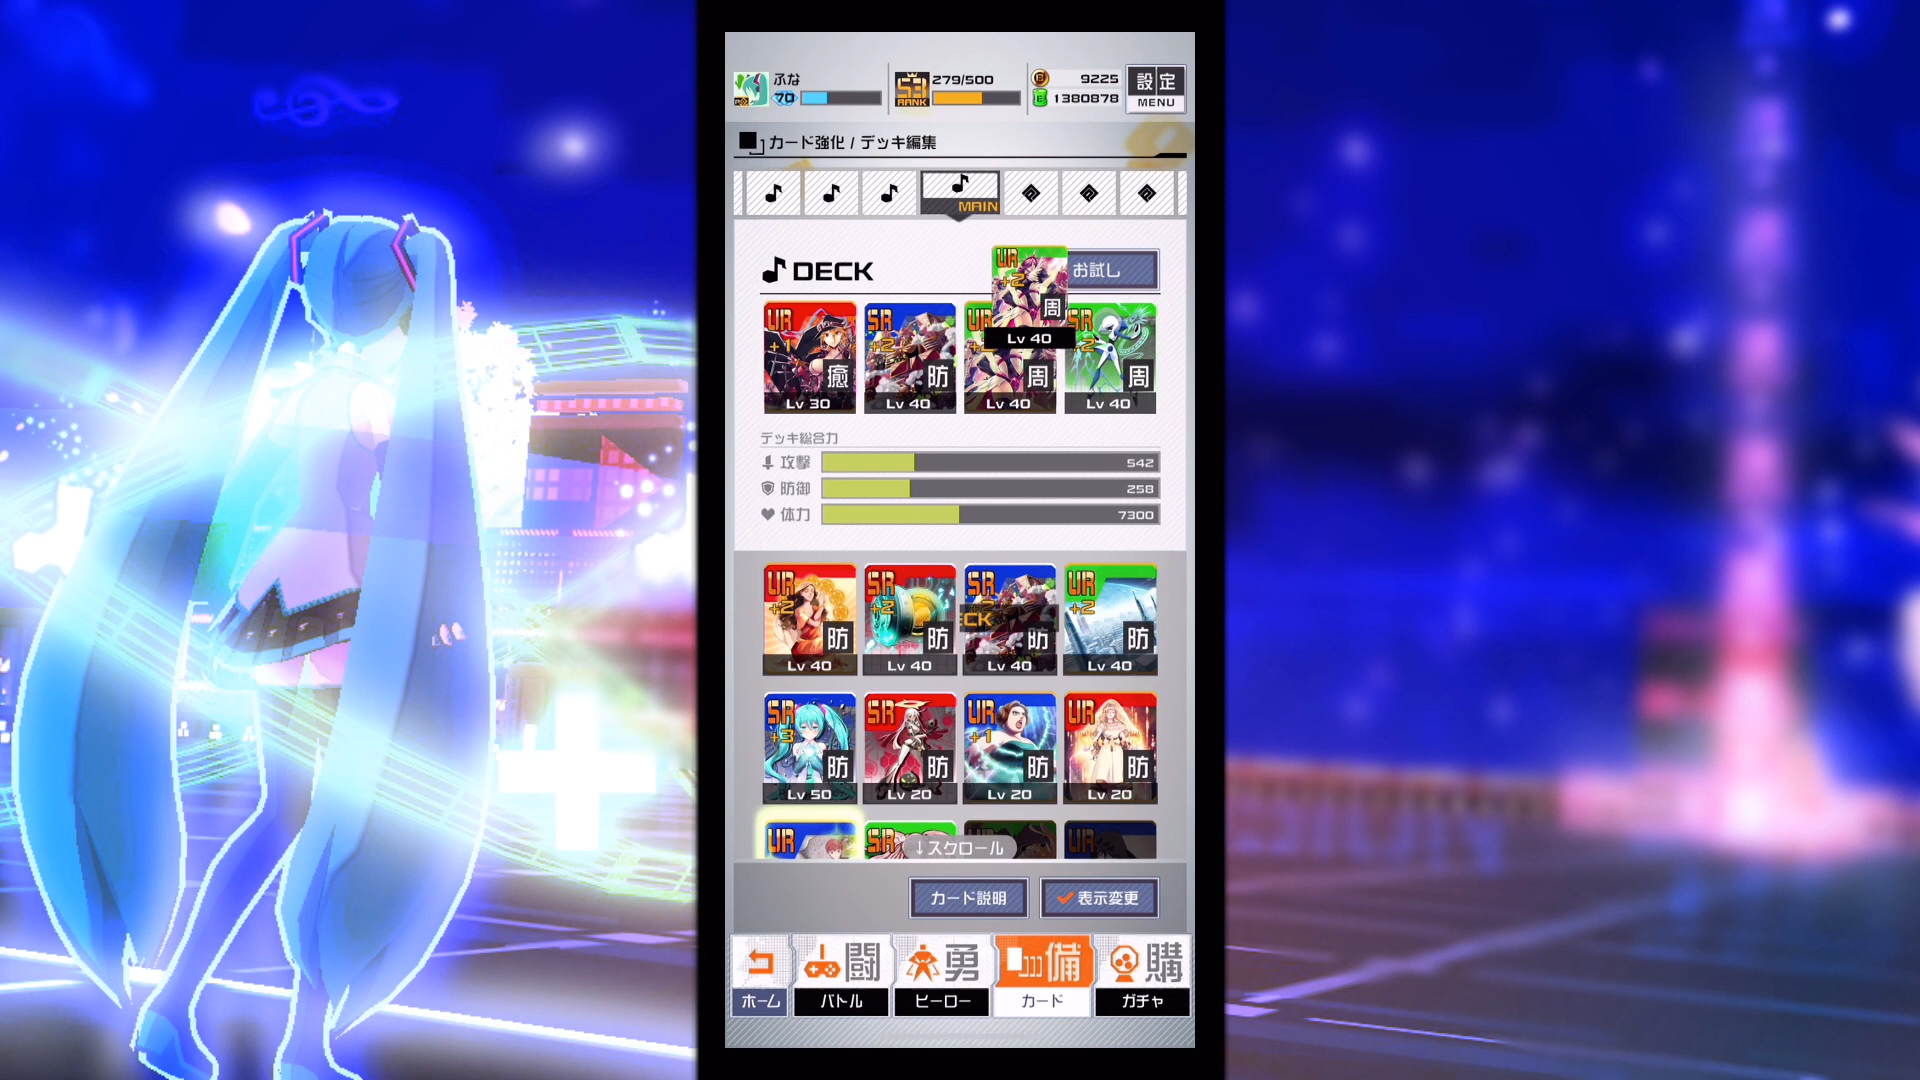 ふな
70
S3
RANK
279/500
9225
1380878
設定
MENU
カード強化 / デッキ編集
MAIN
DECK
お試し
UR
+2
周
Lv 40
UR
+1
癒
Lv 30
SR
+2
防
Lv 40
UR
周
Lv 40
SR
+2
周
Lv 40
デッキ総合力
攻撃
542
防御
258
体力
7300
UR
+2
防
Lv 40
SR
+2
防
Lv 40
SR
+2
防
Lv 40
UR
+2
防
Lv 40
SR
+3
防
Lv 50
SR
防
Lv 20
UR
+1
防
Lv 20
UR
防
Lv 20
UR
SR
UR
↓スクロール
カード説明
表示変更
闘
勇
備
購
ホーム
バトル
ヒーロー
カード
ガチャ